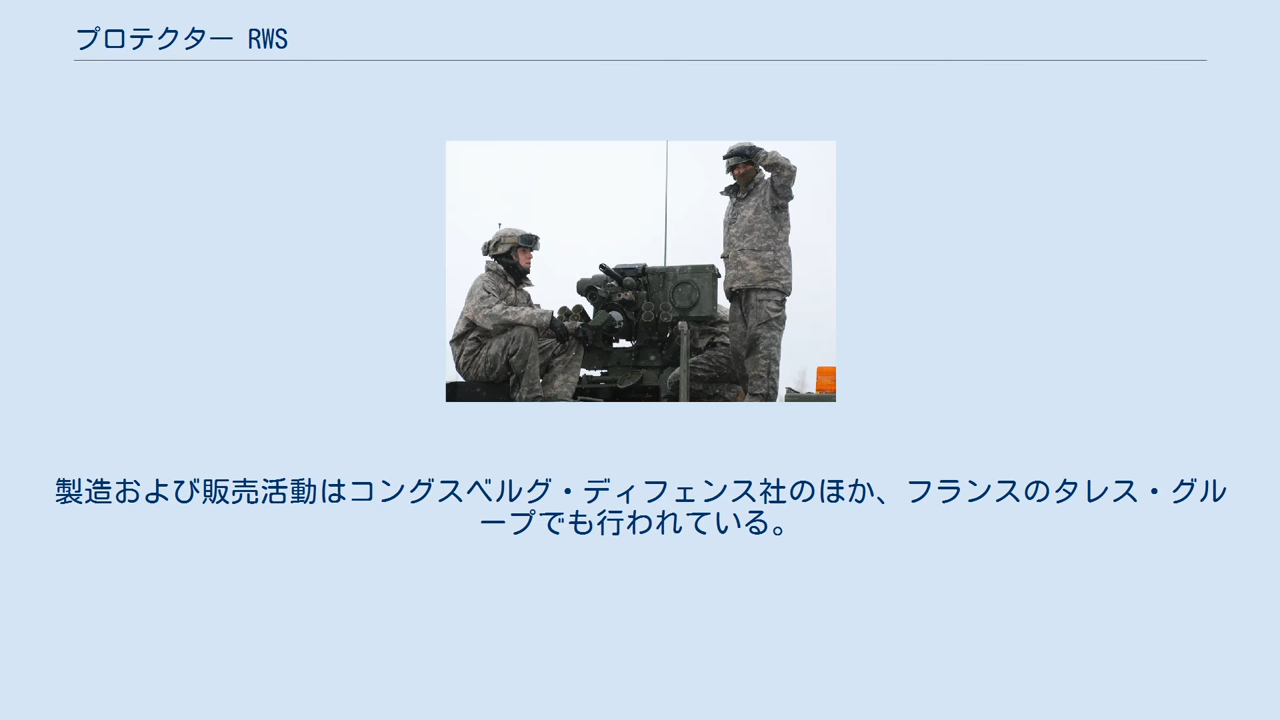 プロテクター RWS
製造および販売活動はコングスベルグ・ディフェンス社のほか、フランスのタレス・グル
ープでも行われている。